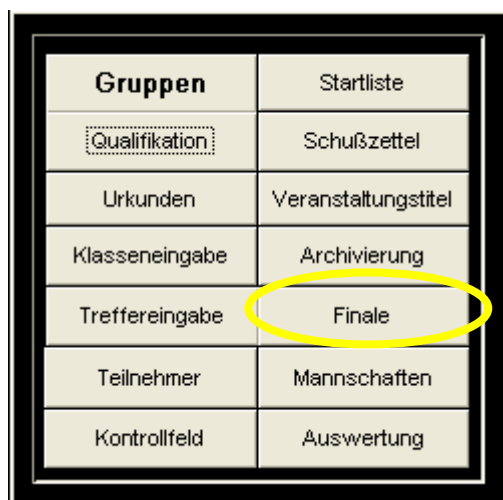 Gruppen Startliste
Qualifikation Schußzettel
Urkunden Veranstaltungstitel
Klasseneingabe Archivierung
Treffereingabe Finale
Teilnehmer Mannschaften
Kontrollfeld Auswertung